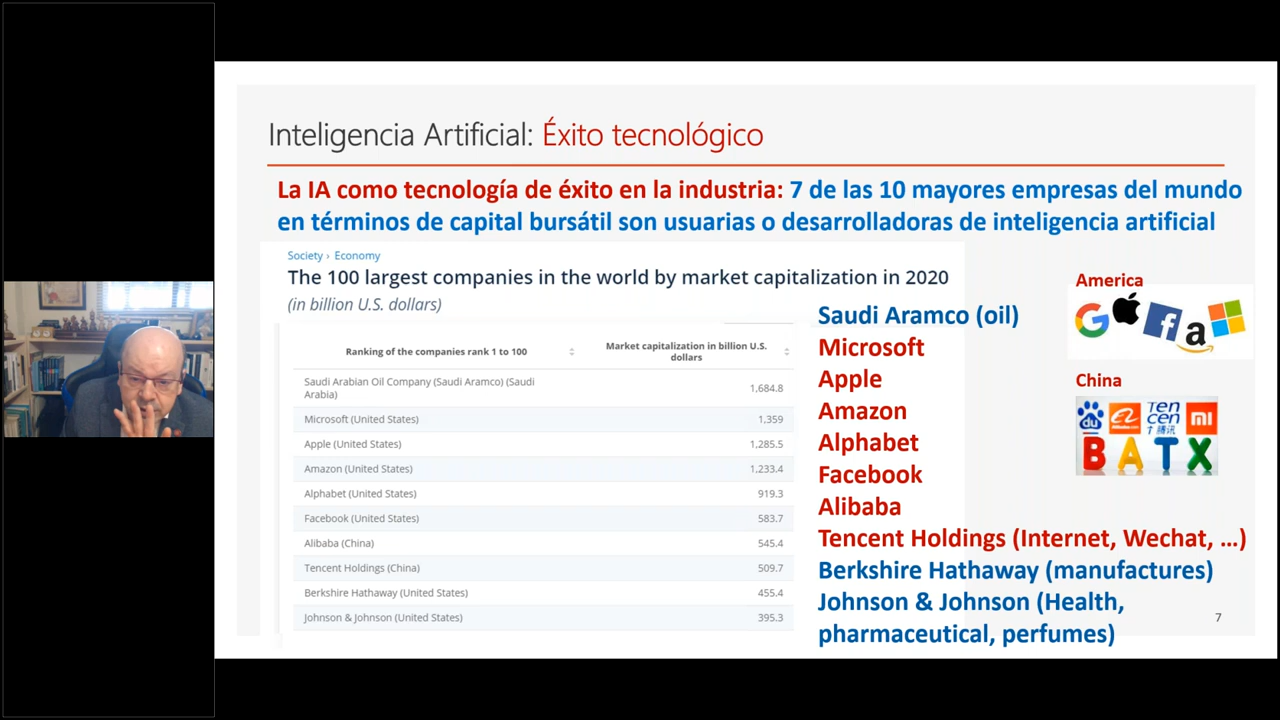 Inteligencia Artificial: Éxito tecnológico
La IA como tecnología de éxito en la industria: 7 de las 10 mayores empresas del mundo
en términos de capital bursátil son usuarias o desarrolladoras de inteligencia artificial
Society › Economy
The 100 largest companies in the world by market capitalization in 2020
(in billion U.S. dollars)
Ranking of the companies rank 1 to 100
Market capitalization in billion U.S.
dollars
Saudi Arabian Oil Company (Saudi Aramco) (Saudi
Arabia)
1,684.8
Microsoft (United States) 1,359
Apple (United States) 1,285.5
Amazon (United States) 1,233.4
Alphabet (United States) 919.3
Facebook (United States) 583.7
Alibaba (China) 545.4
Tencent Holdings (China) 509.7
Berkshire Hathaway (United States) 455.4
Johnson & Johnson (United States) 395.3
Saudi Aramco (oil)
Microsoft
Apple
Amazon
Alphabet
Facebook
Alibaba
Tencent Holdings (Internet, Wechat, ...)
Berkshire Hathaway (manufactures)
Johnson & Johnson (Health,
pharmaceutical, perfumes)
America
G f a
China
du Ten
cen
t 腾讯 mi
B A T X
7